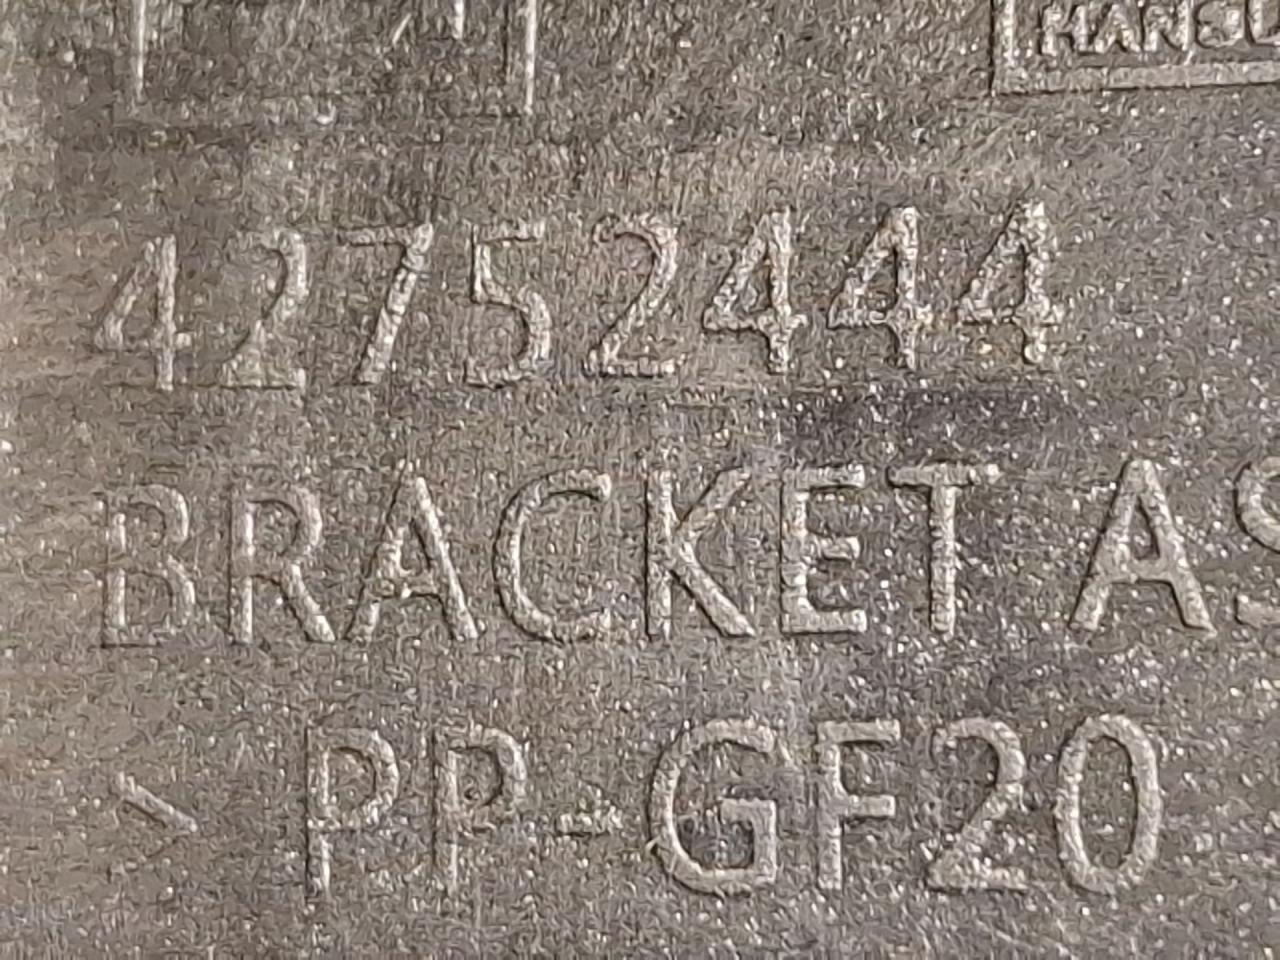 42752444
BRACKET AS
> PP-GF20